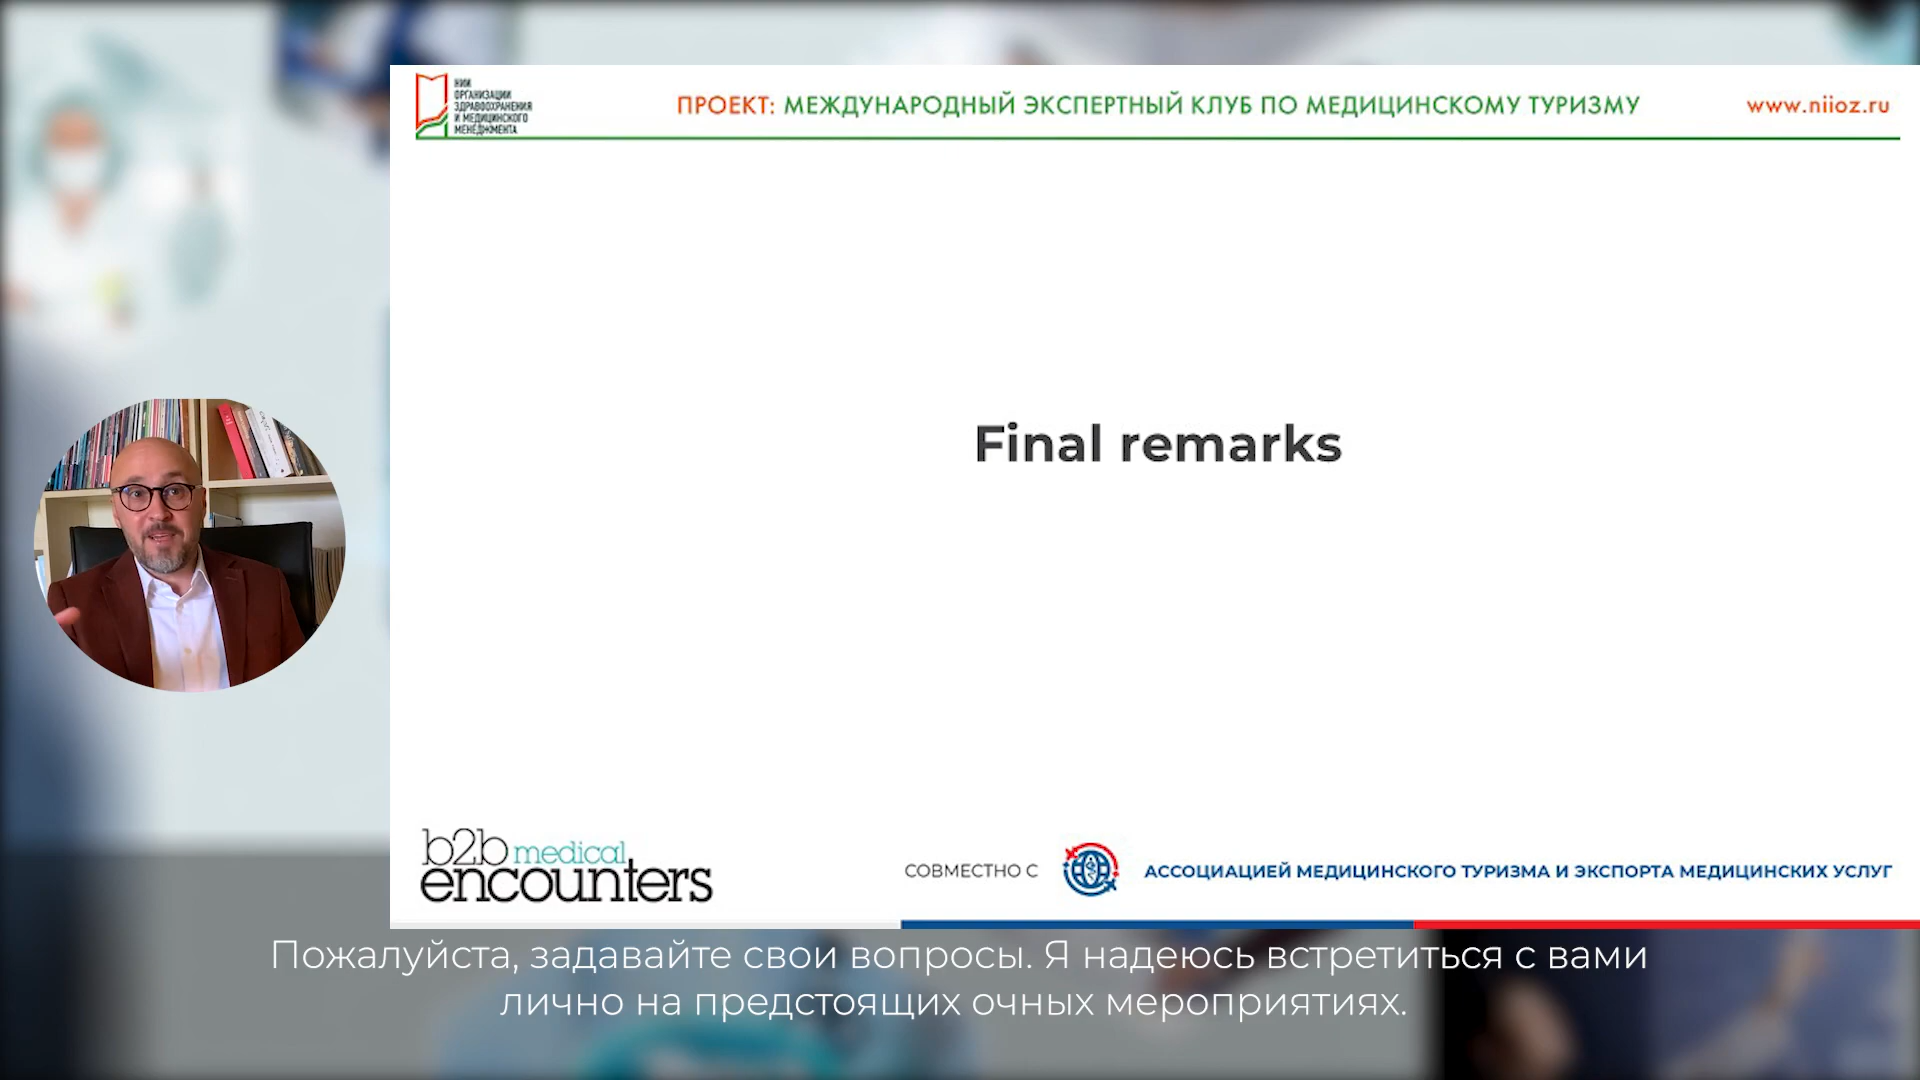 НИИ
ОРГАНИЗАЦИИ
ЗДРАВООХРАНЕНИЯ
И МЕДИЦИНСКОГО
МЕНЕДЖМЕНТА
ПРОЕКТ: МЕЖДУНАРОДНЫЙ ЭКСПЕРТНЫЙ КЛУБ ПО МЕДИЦИНСКОМУ ТУРИЗМУ
www.niioz.ru
Final remarks
b2b medical
encounters
СОВМЕСТНО С
АССОЦИАЦИЕЙ МЕДИЦИНСКОГО ТУРИЗМА И ЭКСПОРТА МЕДИЦИНСКИХ УСЛУГ
Пожалуйста, задавайте свои вопросы. Я надеюсь встретиться с вами
лично на предстоящих очных мероприятиях.